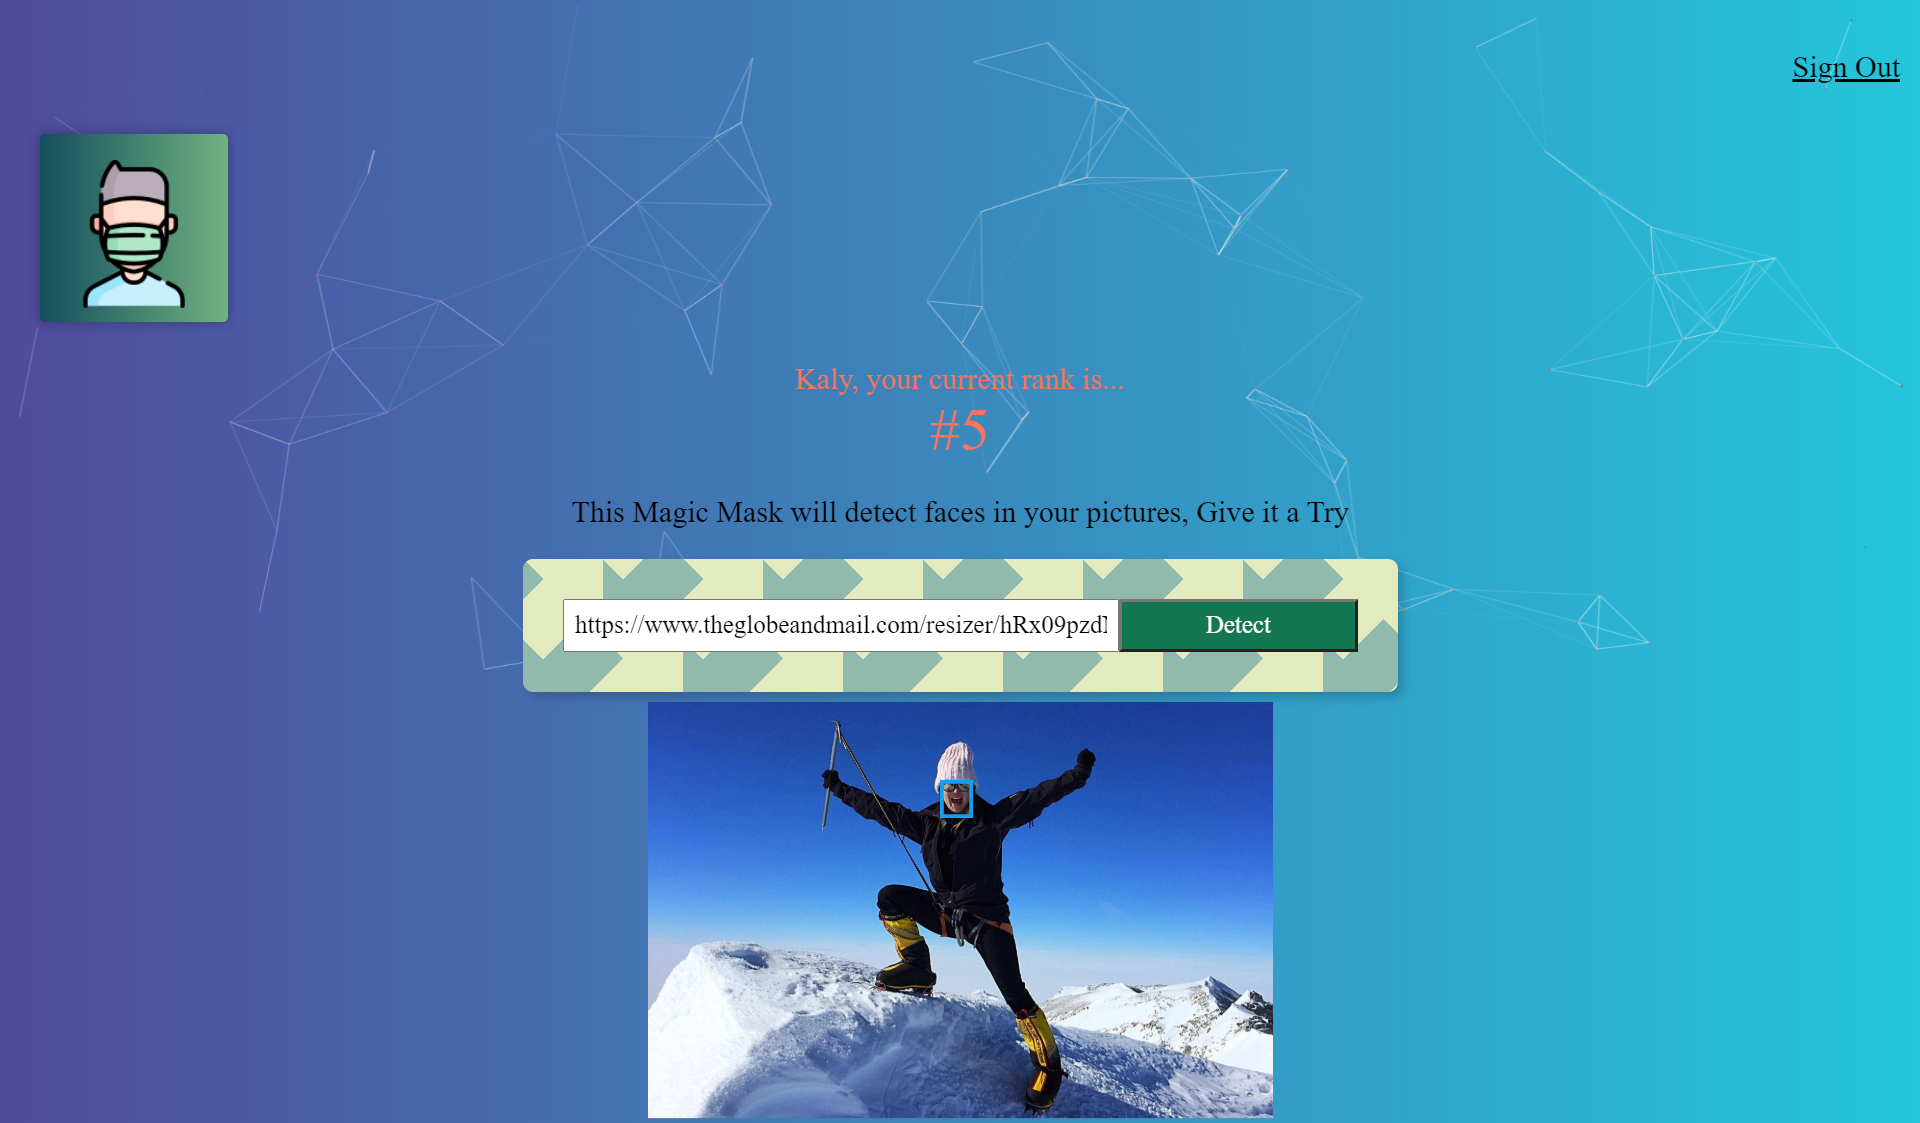 Sign Out
Kaly, your current rank is...
#5
This Magic Mask will detect faces in your pictures, Give it a Try
https://www.theglobeandmail.com/resizer/hRx09pzd
Detect